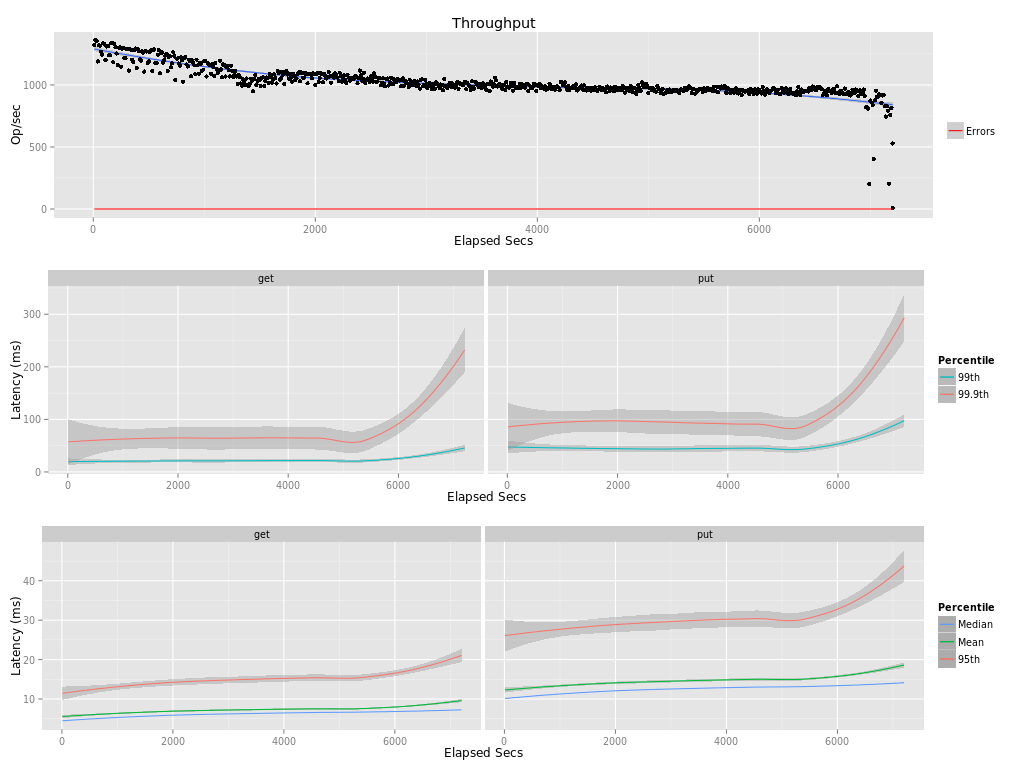 Throughput
Op/sec
1000
500
0
0 2000 4000 6000
Elapsed Secs
Errors
get put
Latency (ms)
300
200
100
0
0 2000 4000 6000 0 2000 4000 6000
Elapsed Secs
Percentile
99th
99.9th
get put
Latency (ms)
40
30
20
10
0 2000 4000 6000 0 2000 4000 6000
Elapsed Secs
Percentile
Median
Mean
95th